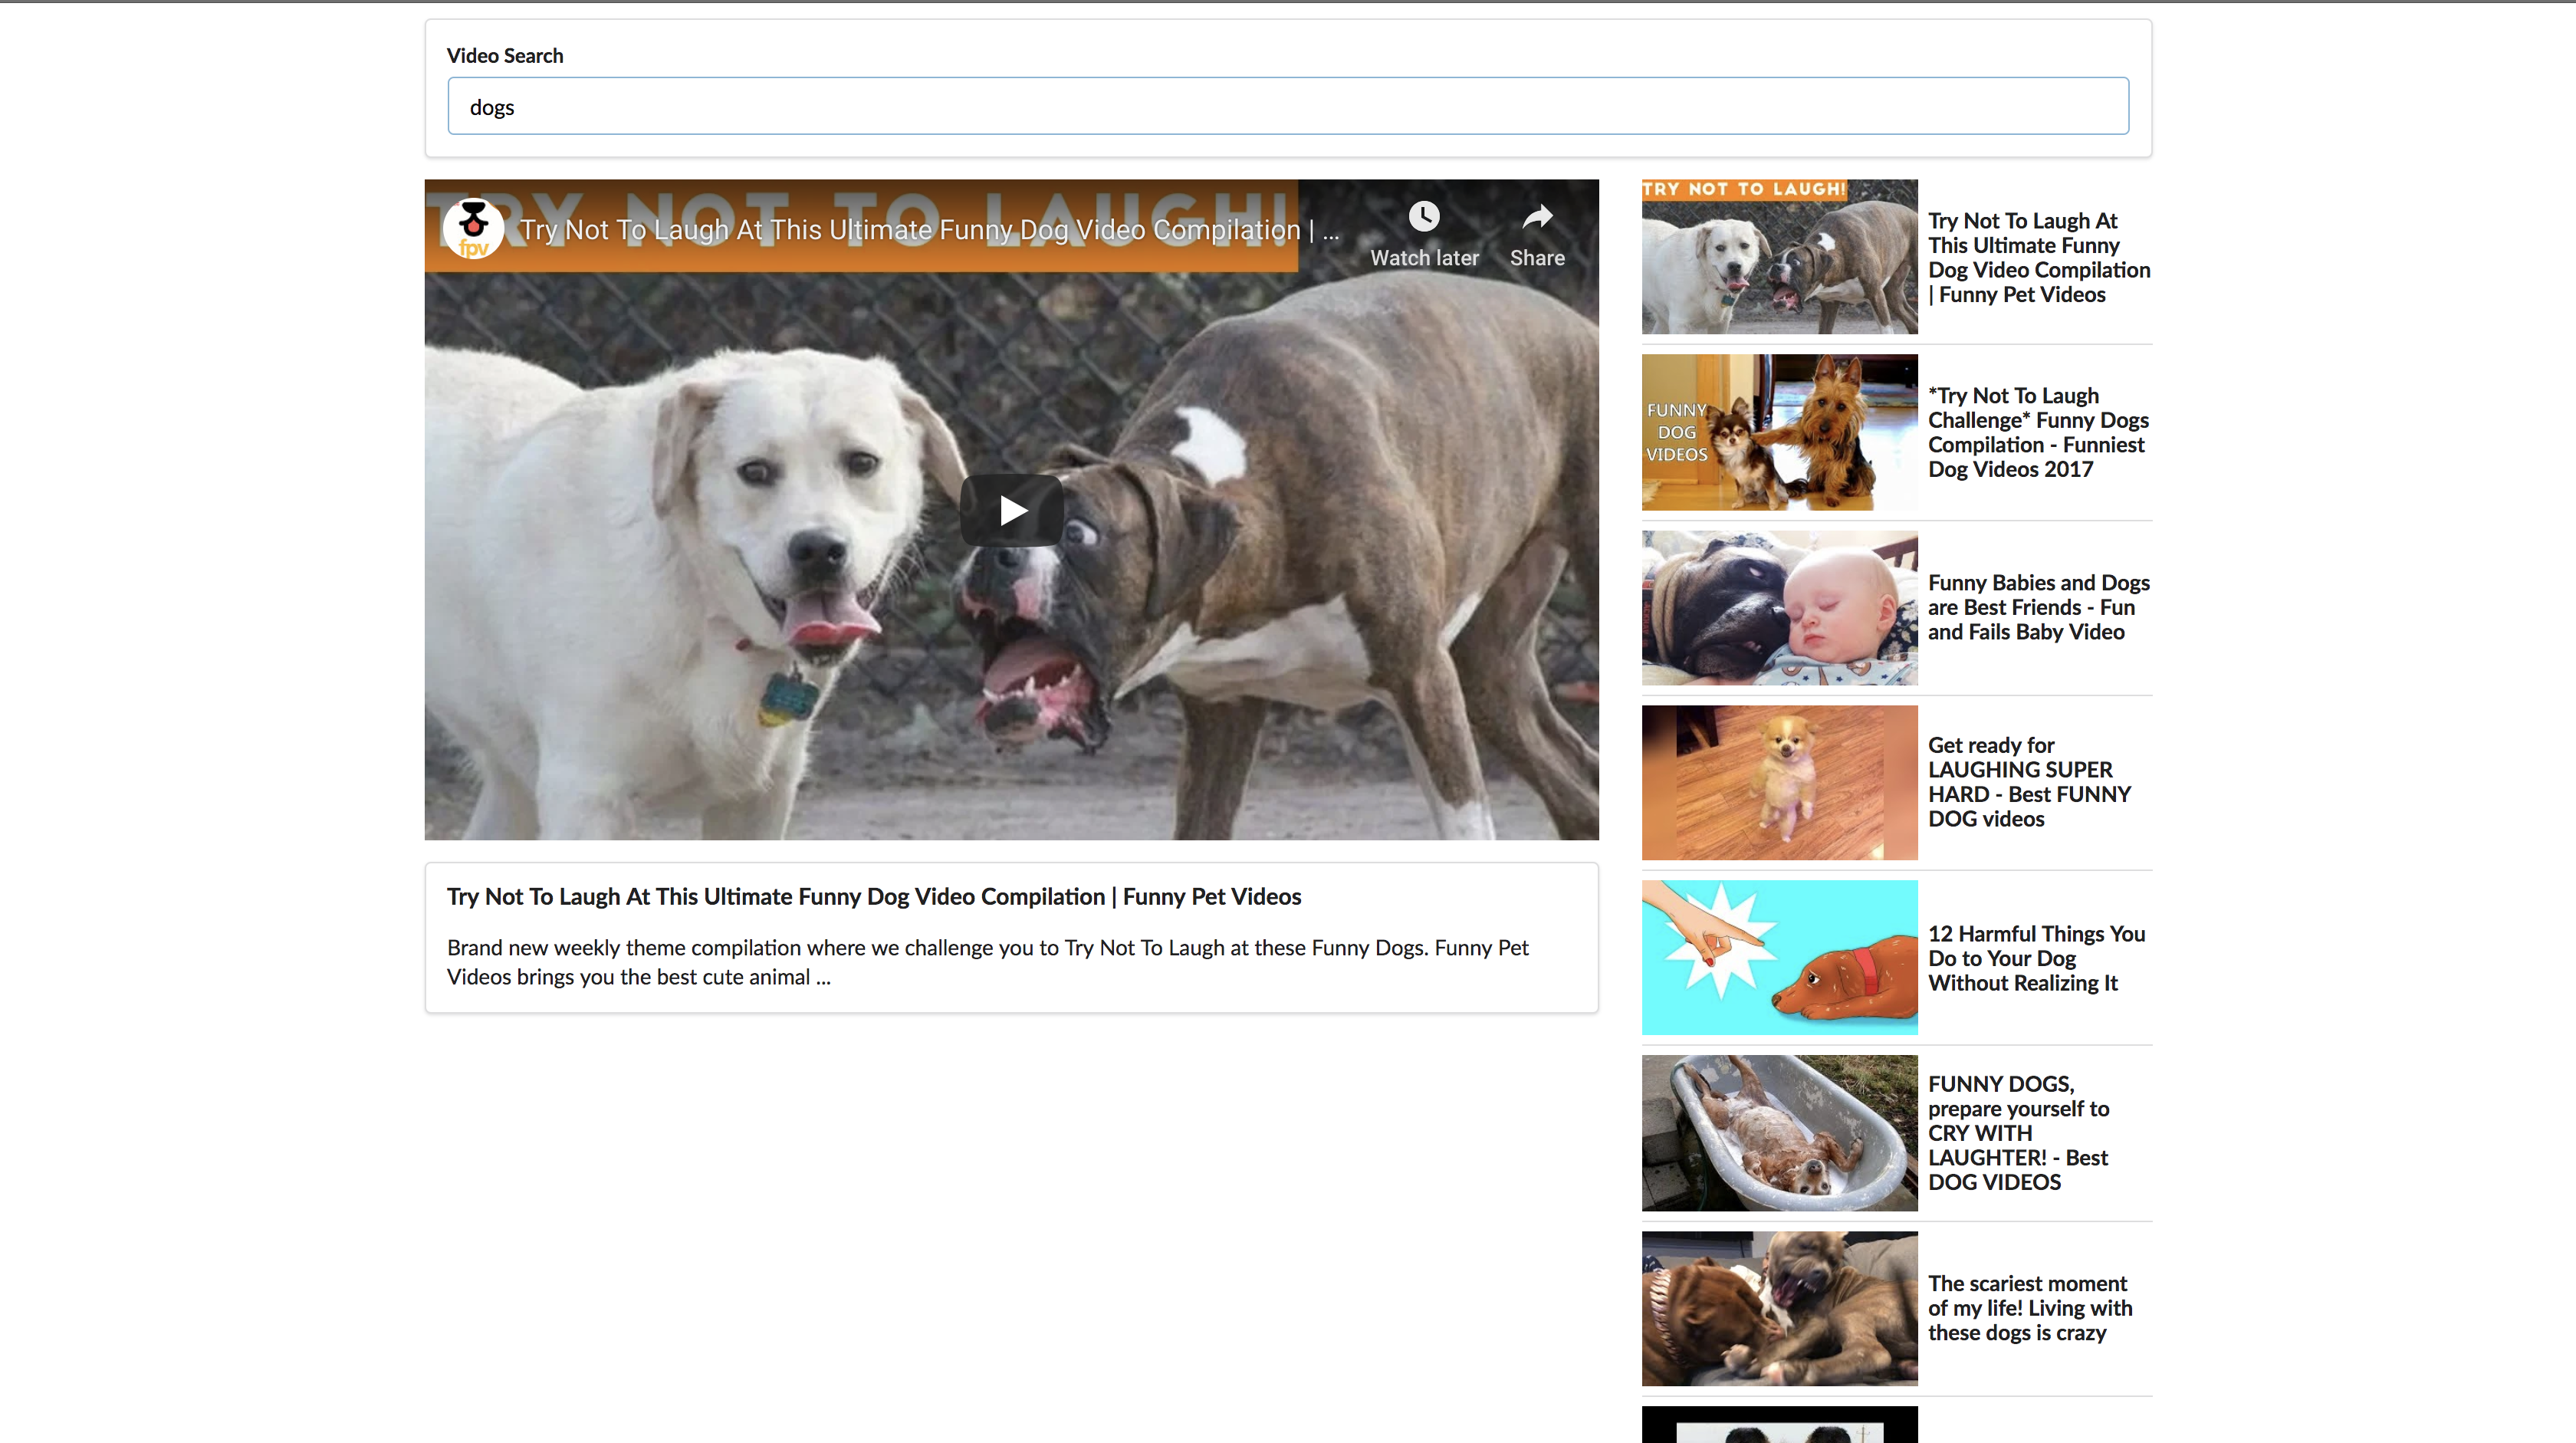 Video Search
dogs
TRY NOT TO LAUGH!
fpv
Try Not To Laugh At This Ultimate Funny Dog Video Compilation | ...
Watch later
Share
Try Not To Laugh At This Ultimate Funny Dog Video Compilation | Funny Pet Videos
Brand new weekly theme compilation where we challenge you to Try Not To Laugh at these Funny Dogs. Funny Pet
Videos brings you the best cute animal ...
TRY NOT TO LAUGH!
Try Not To Laugh At
This Ultimate Funny
Dog Video Compilation
| Funny Pet Videos
FUNNY
DOG
VIDEOS
*Try Not To Laugh
Challenge* Funny Dogs
Compilation - Funniest
Dog Videos 2017
Funny Babies and Dogs
are Best Friends - Fun
and Fails Baby Video
Get ready for
LAUGHING SUPER
HARD - Best FUNNY
DOG videos
12 Harmful Things You
Do to Your Dog
Without Realizing It
FUNNY DOGS,
prepare yourself to
CRY WITH
LAUGHTER! - Best
DOG VIDEOS
The scariest moment
of my life! Living with
these dogs is crazy